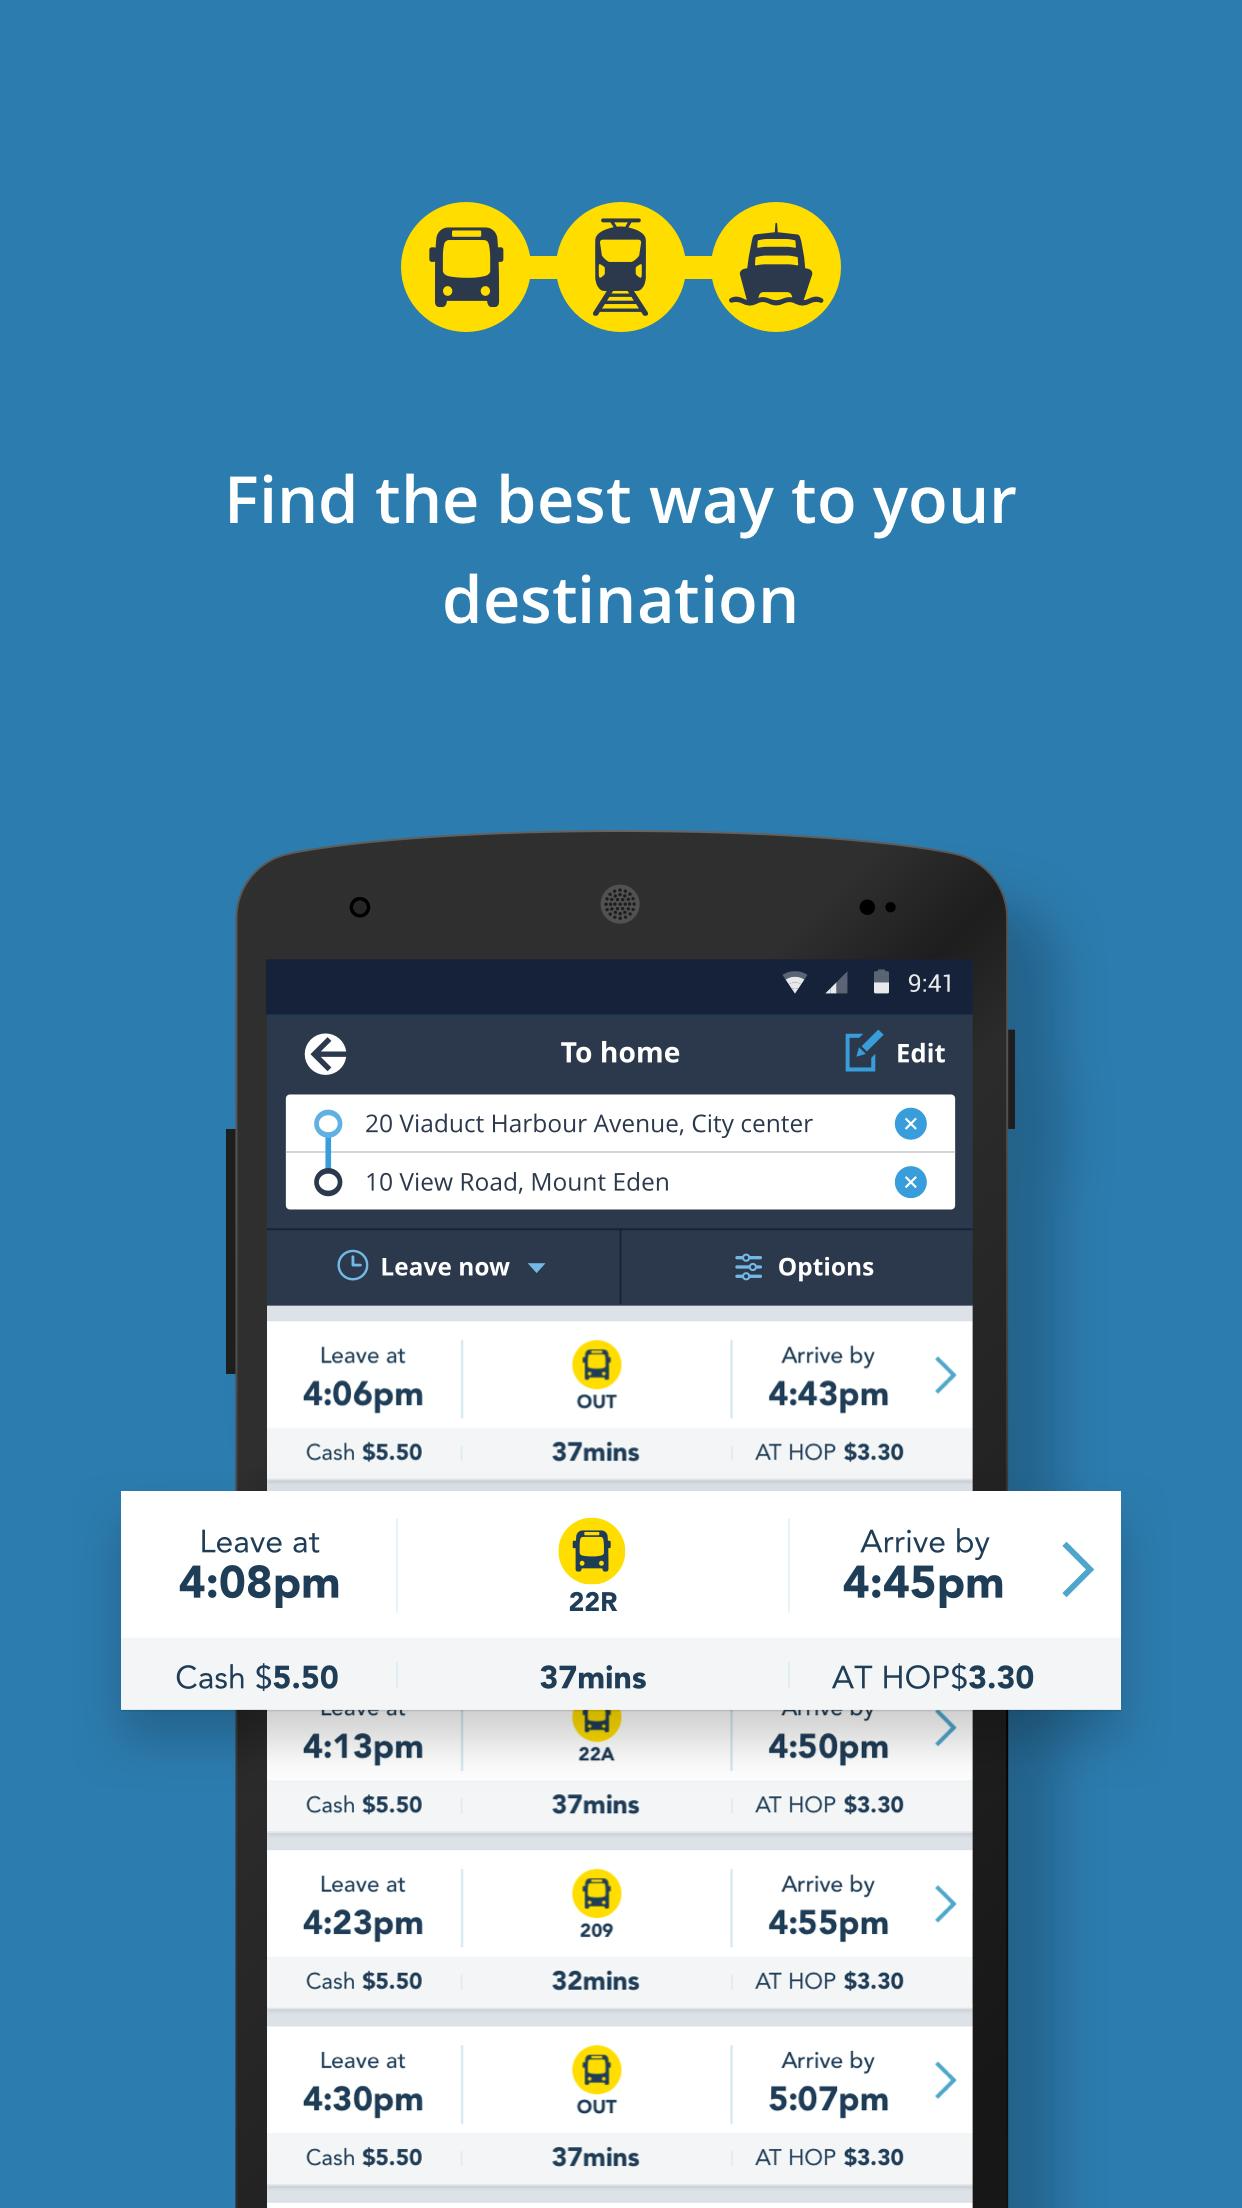 Find the best way to your
destination
9:41
To home
Edit
20 Viaduct Harbour Avenue, City center
10 View Road, Mount Eden
Leave now
Options
Leave at
4:06pm
OUT
Arrive by
4:43pm
Cash $5.50
37mins
AT HOP $3.30
Leave at
4:08pm
22R
Arrive by
4:45pm
Cash $5.50
37mins
AT HOP$3.30
Leave at
4:13pm
22A
Arrive by
4:50pm
Cash $5.50
37mins
AT HOP $3.30
Leave at
4:23pm
209
Arrive by
4:55pm
Cash $5.50
32mins
AT HOP $3.30
Leave at
4:30pm
OUT
Arrive by
5:07pm
Cash $5.50
37mins
AT HOP $3.30